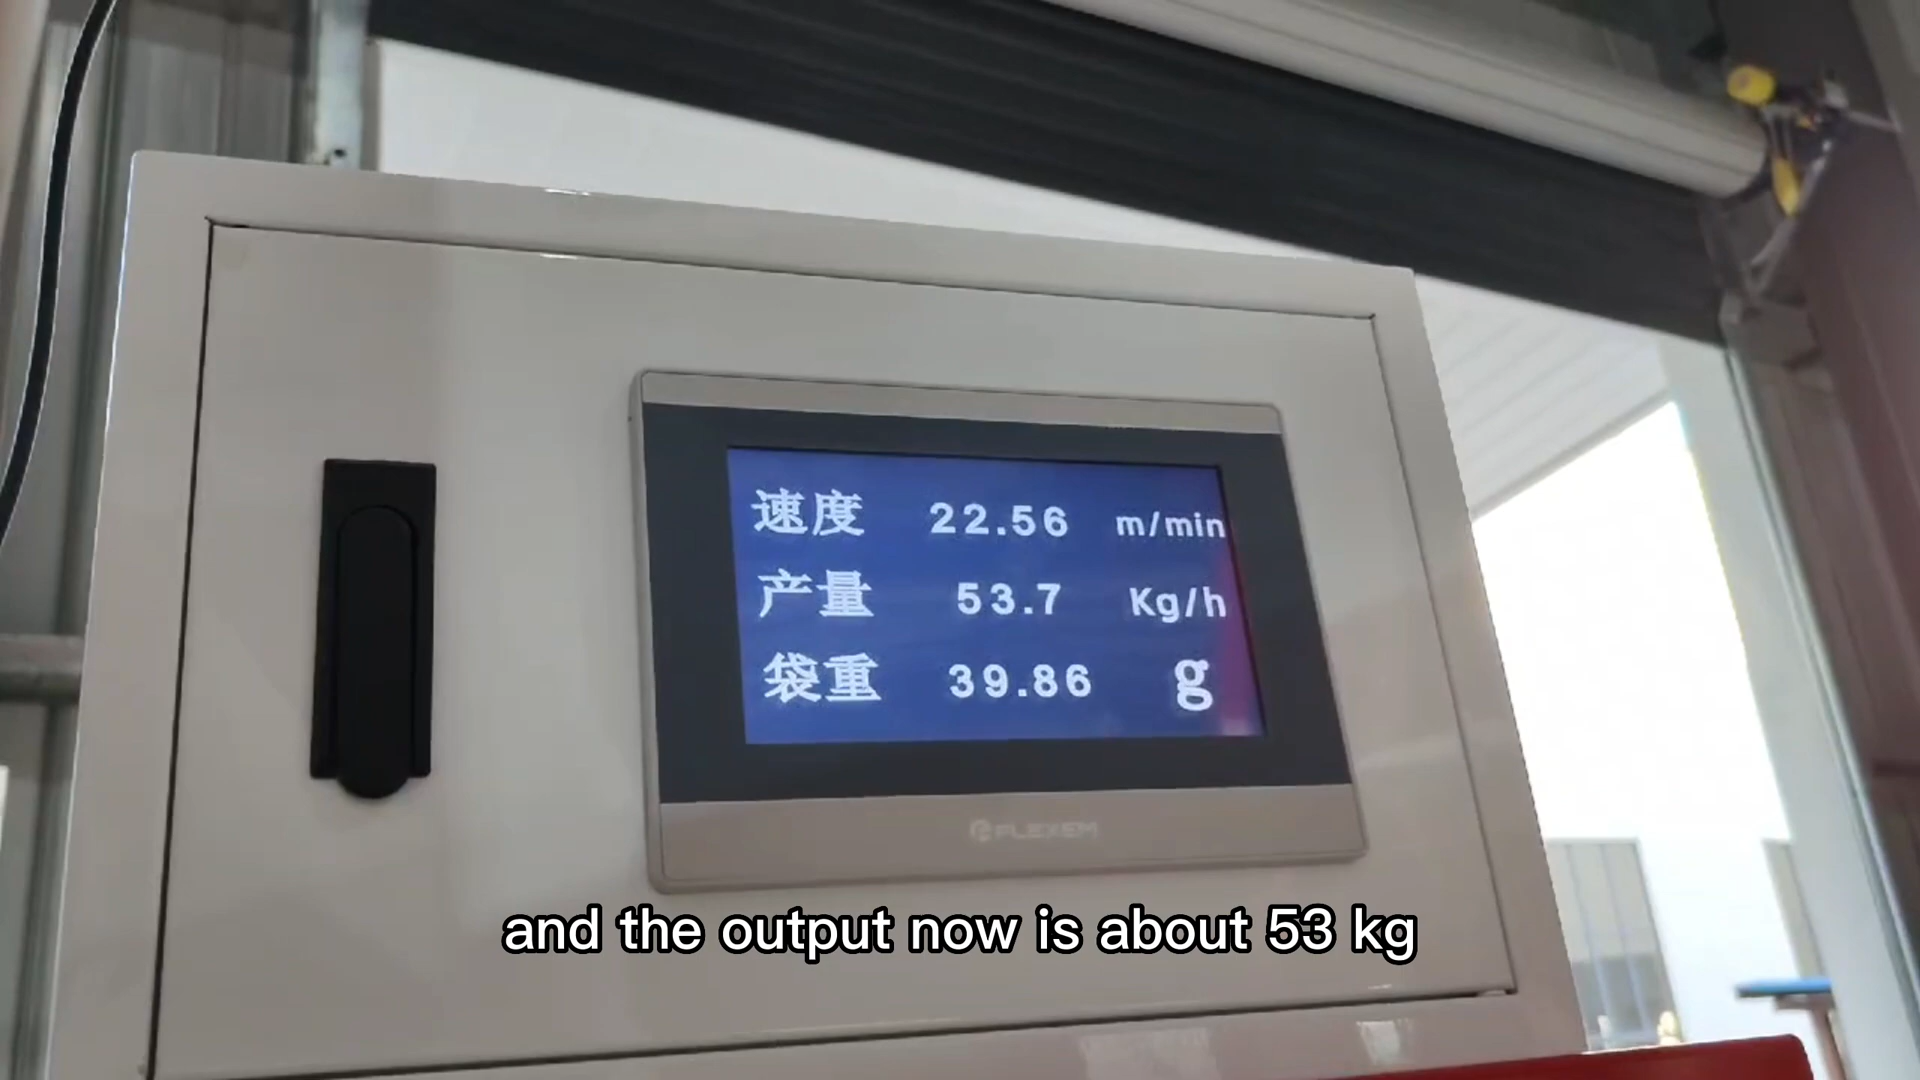 速度 22.56 m/min
产量 53.7 Kg/h
袋重 39.86 g
FLEXEM
and the output now is about 53 kg